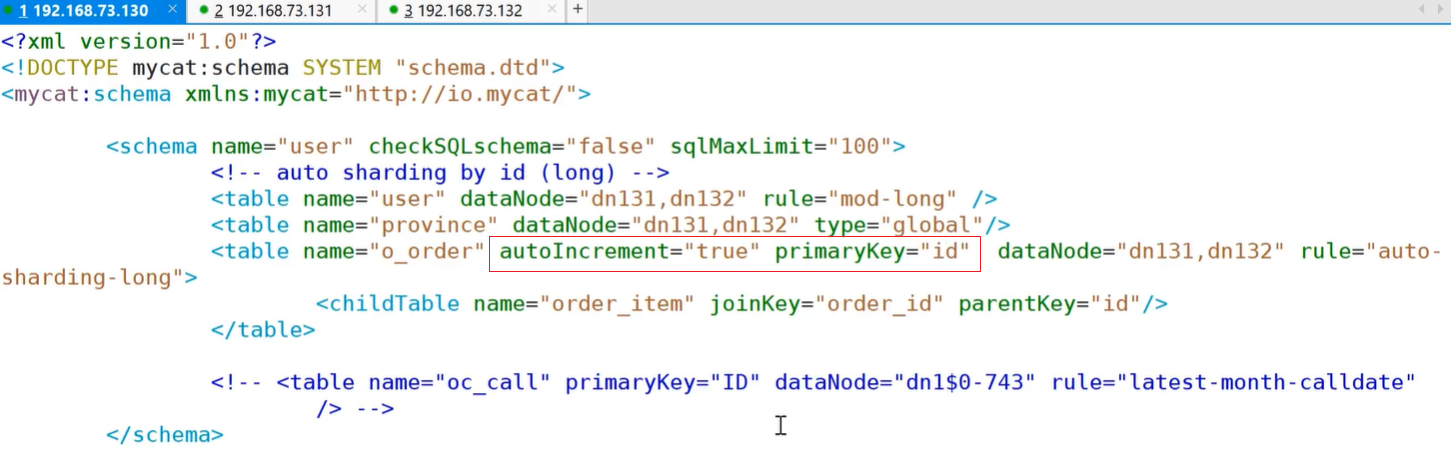 1 192.168.73.130 × 2 192.168.73.131 × 3 192.168.73.132 × +
<?xml version="1.0"?>
<!DOCTYPE mycat:schema SYSTEM "schema.dtd">
<mycat:schema xmlns:mycat="http://io.mycat/">
<schema name="user" checkSQLschema="false" sqlMaxLimit="100">
<!-- auto sharding by id (long) -->
<table name="user" dataNode="dn131,dn132" rule="mod-long" />
<table name="province" dataNode="dn131,dn132" type="global"/>
<table name="o_order" autoIncrement="true" primaryKey="id" dataNode="dn131,dn132" rule="auto-
sharding-long">
<childTable name="order_item" joinKey="order_id" parentKey="id"/>
</table>
<!-- <table name="oc_call" primaryKey="ID" dataNode="dn1$0-743" rule="latest-month-calldate"
/> -->
</schema>